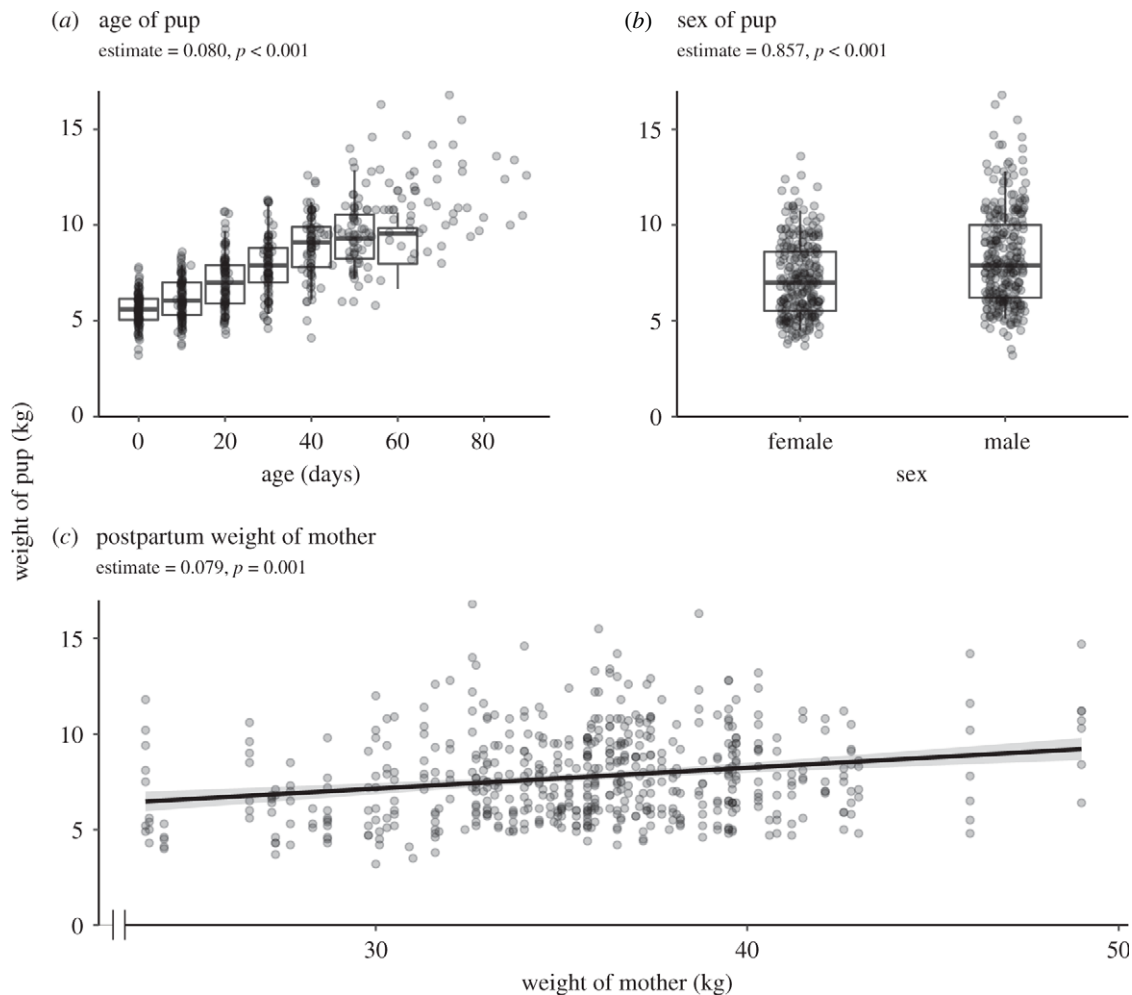 (a) age of pup
estimate = 0.080, p < 0.001
15
10
5
0
0 20 40 60 80
age (days)
(b) sex of pup
estimate = 0.857, p < 0.001
15
10
5
0
female male
sex
weight of pup (kg)
(c) postpartum weight of mother
estimate = 0.079, p = 0.001
15
10
5
0
30 40 50
weight of mother (kg)